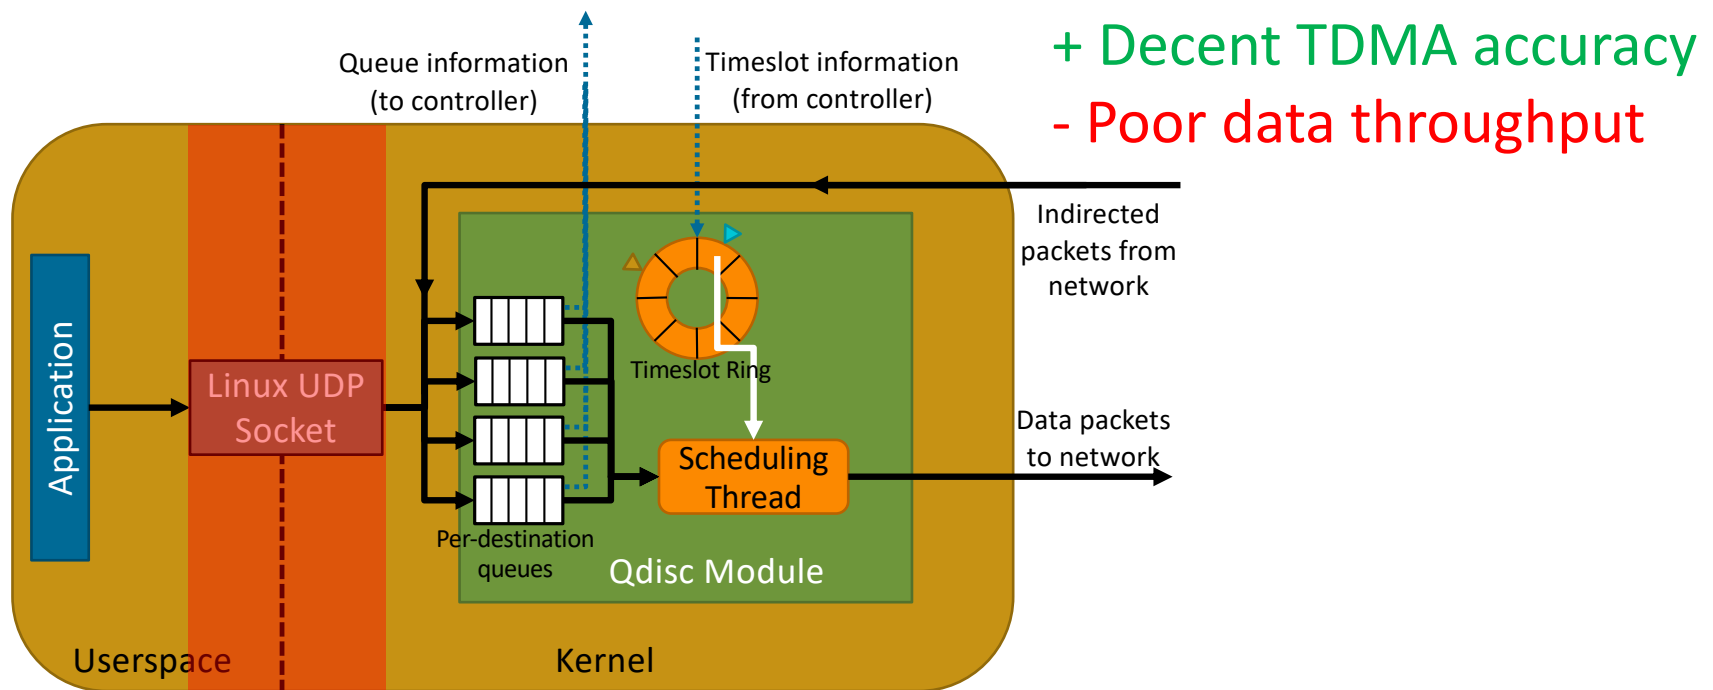 Queue information
(to controller)
Timeslot information
(from controller)
+ Decent TDMA accuracy
- Poor data throughput
Indirected
packets from
network
Application
Linux UDP
Socket
Timeslot Ring
Scheduling
Thread
Data packets
to network
Per-destination
queues
Qdisc Module
Userspace
Kernel